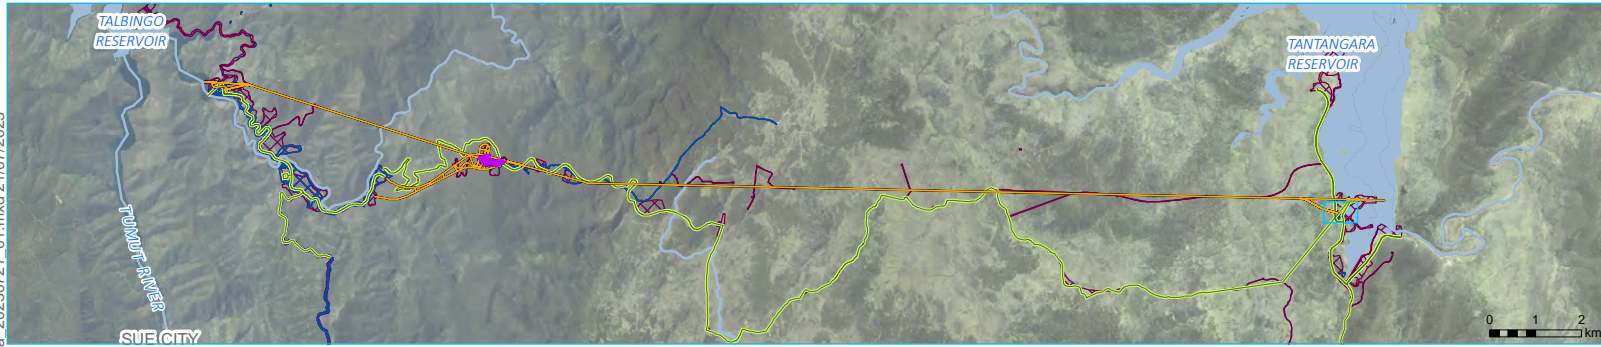 TALBINGO
RESERVOIR
TANTANGARA
RESERVOIR
TUMUT RIVER
SUE CITY
0 1 2
km